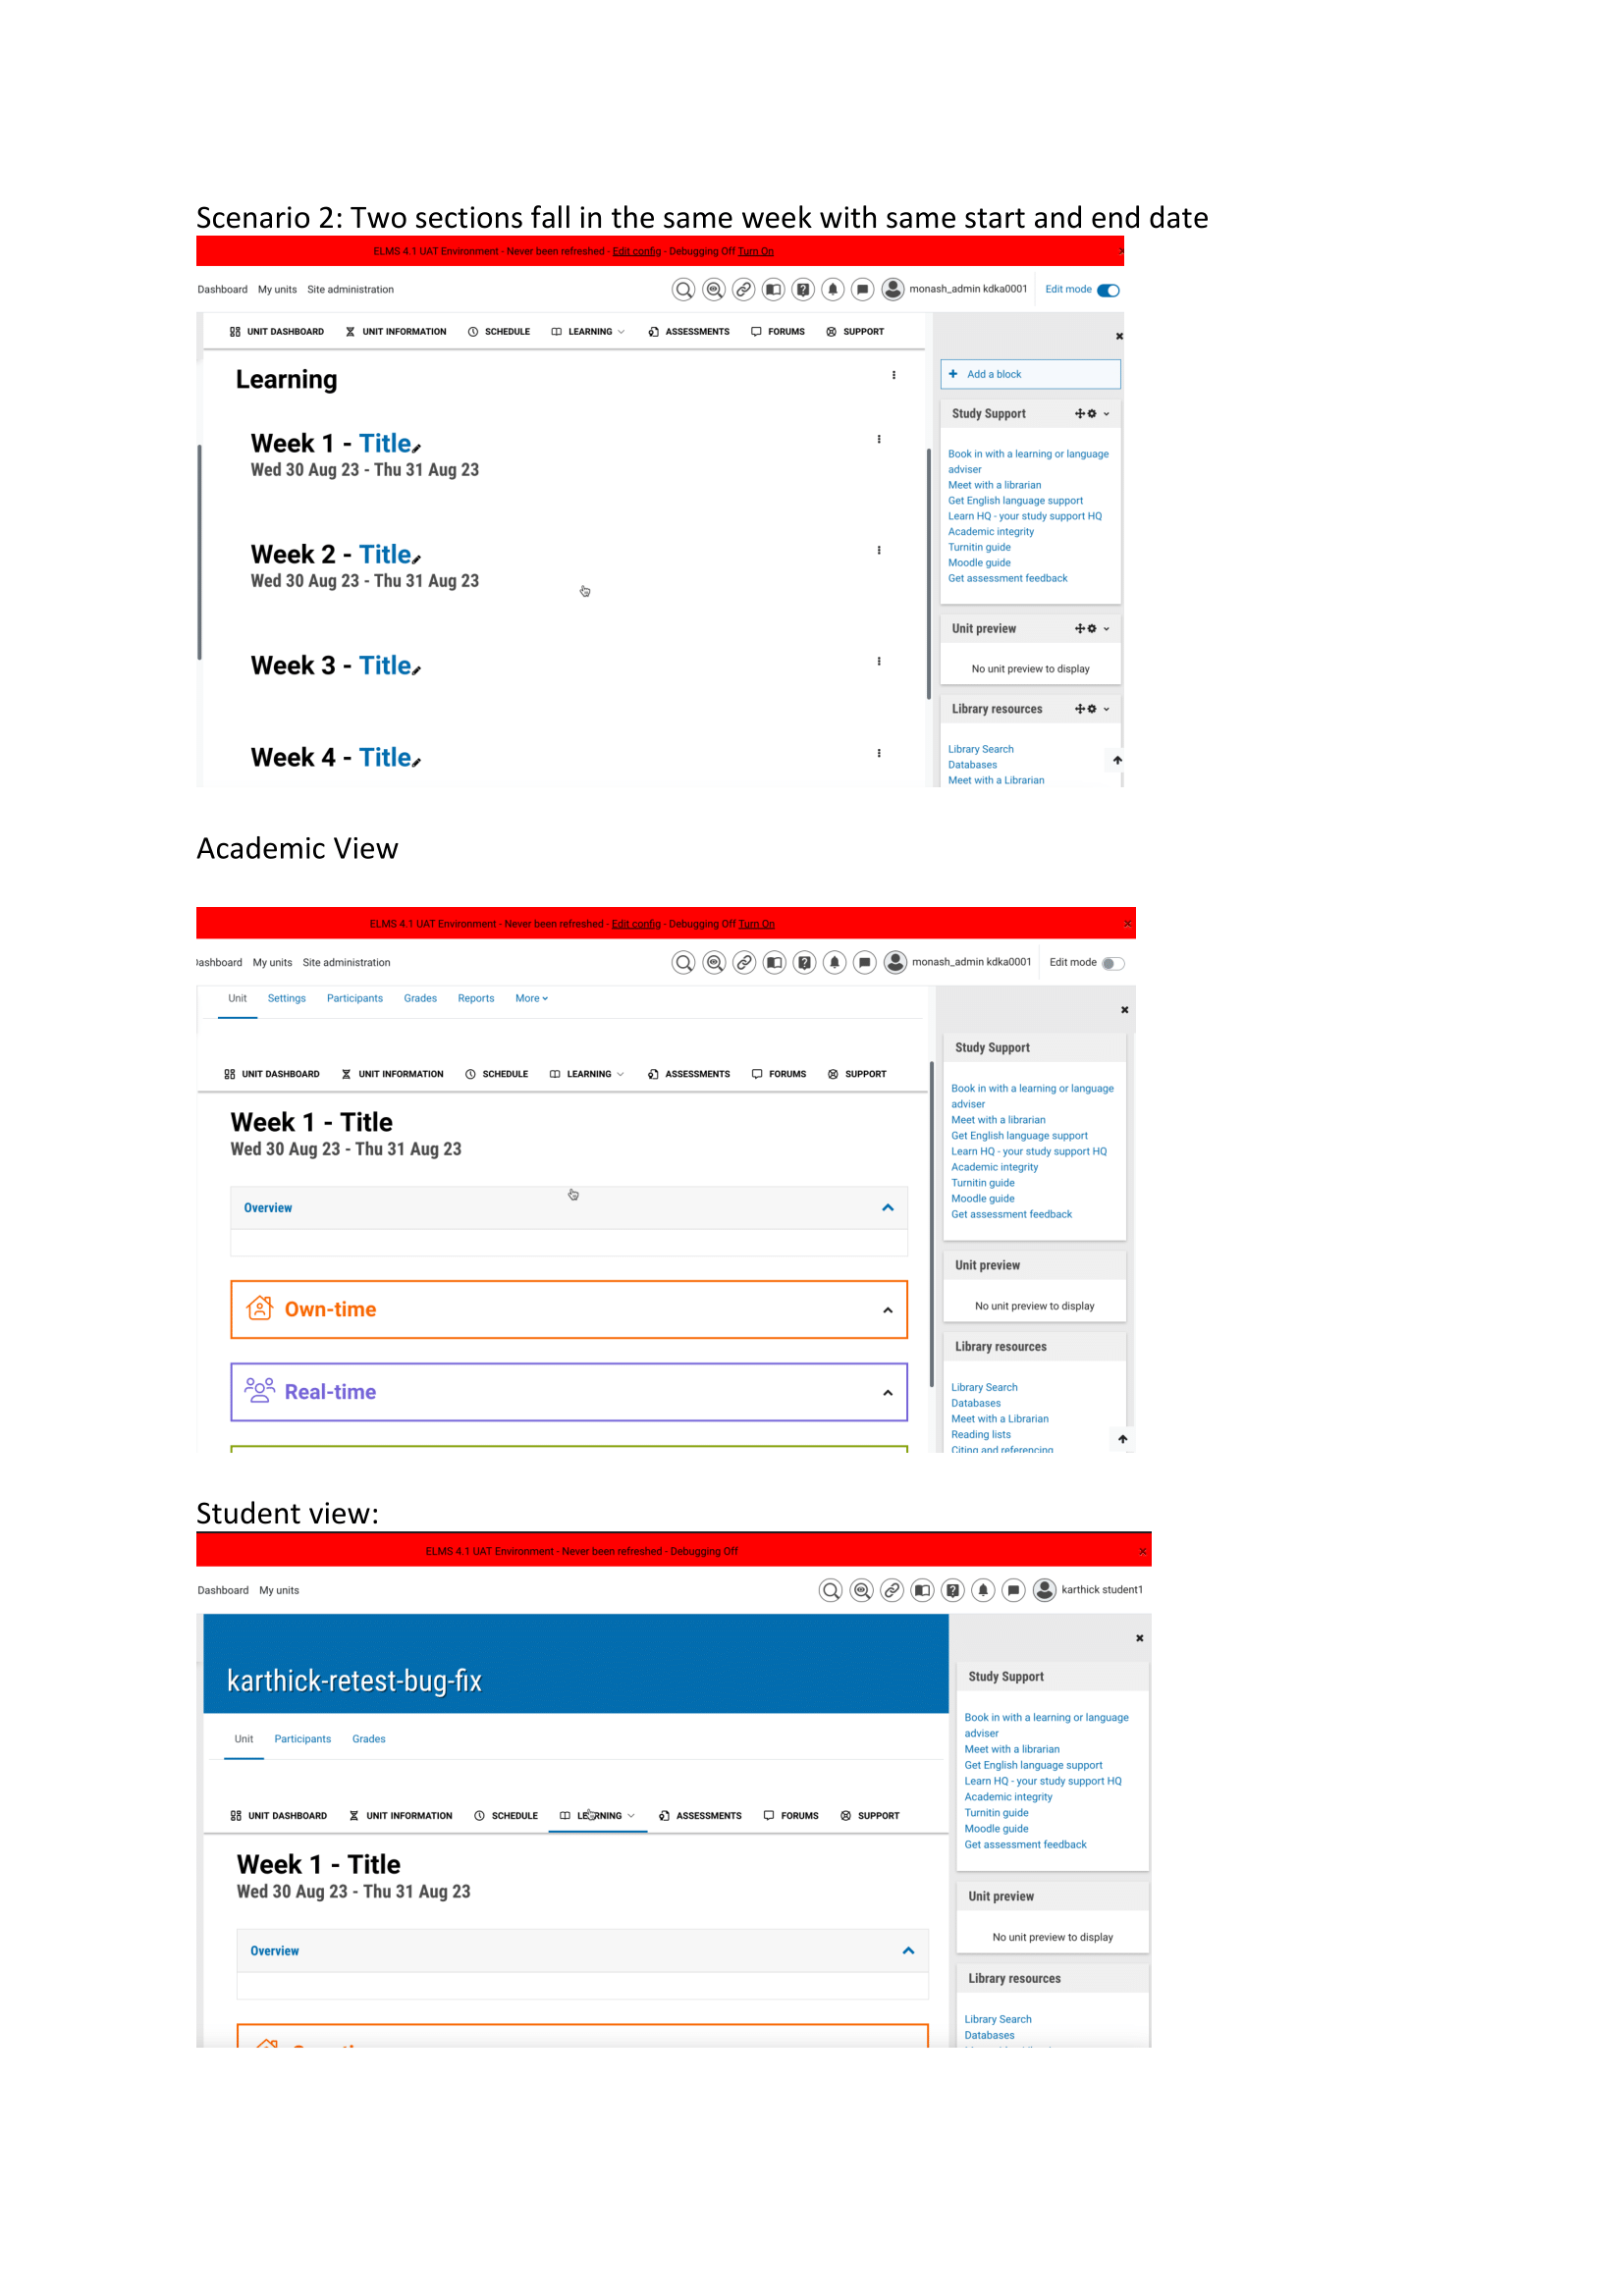 Scenario 2: Two sections fall in the same week with same start and end date
ELMS 4.1 UAT Environment - Never been refreshed - Edit config - Debugging Off Turn On
Dashboard My units Site administration monash_admin kdka0001 Edit mode
UNIT DASHBOARD UNIT INFORMATION SCHEDULE LEARNING ASSESSMENTS FORUMS SUPPORT
Learning
Week 1 - Title
Wed 30 Aug 23 - Thu 31 Aug 23
Week 2 - Title
Wed 30 Aug 23 - Thu 31 Aug 23
Week 3 - Title
Week 4 - Title
Add a block
Study Support
Book in with a learning or language
adviser
Meet with a librarian
Get English language support
Learn HQ - your study support HQ
Academic integrity
Turnitin guide
Moodle guide
Get assessment feedback
Unit preview
No unit preview to display
Library resources
Library Search
Databases
Meet with a Librarian
Academic View
ELMS 4.1 UAT Environment - Never been refreshed - Edit config - Debugging Off Turn On
Dashboard My units Site administration monash_admin kdka0001 Edit mode
Unit Settings Participants Grades Reports More
UNIT DASHBOARD UNIT INFORMATION SCHEDULE LEARNING ASSESSMENTS FORUMS SUPPORT
Week 1 - Title
Wed 30 Aug 23 - Thu 31 Aug 23
Overview
Own-time
Real-time
Study Support
Book in with a learning or language
adviser
Meet with a librarian
Get English language support
Learn HQ - your study support HQ
Academic integrity
Turnitin guide
Moodle guide
Get assessment feedback
Unit preview
No unit preview to display
Library resources
Library Search
Databases
Meet with a Librarian
Reading lists
Citing and referencing
Student view:
ELMS 4.1 UAT Environment - Never been refreshed - Debugging Off
Dashboard My units karthick student1
karthick-retest-bug-fix
Unit Participants Grades
UNIT DASHBOARD UNIT INFORMATION SCHEDULE LEARNING ASSESSMENTS FORUMS SUPPORT
Week 1 - Title
Wed 30 Aug 23 - Thu 31 Aug 23
Overview
Study Support
Book in with a learning or language
adviser
Meet with a librarian
Get English language support
Learn HQ - your study support HQ
Academic integrity
Turnitin guide
Moodle guide
Get assessment feedback
Unit preview
No unit preview to display
Library resources
Library Search
Databases